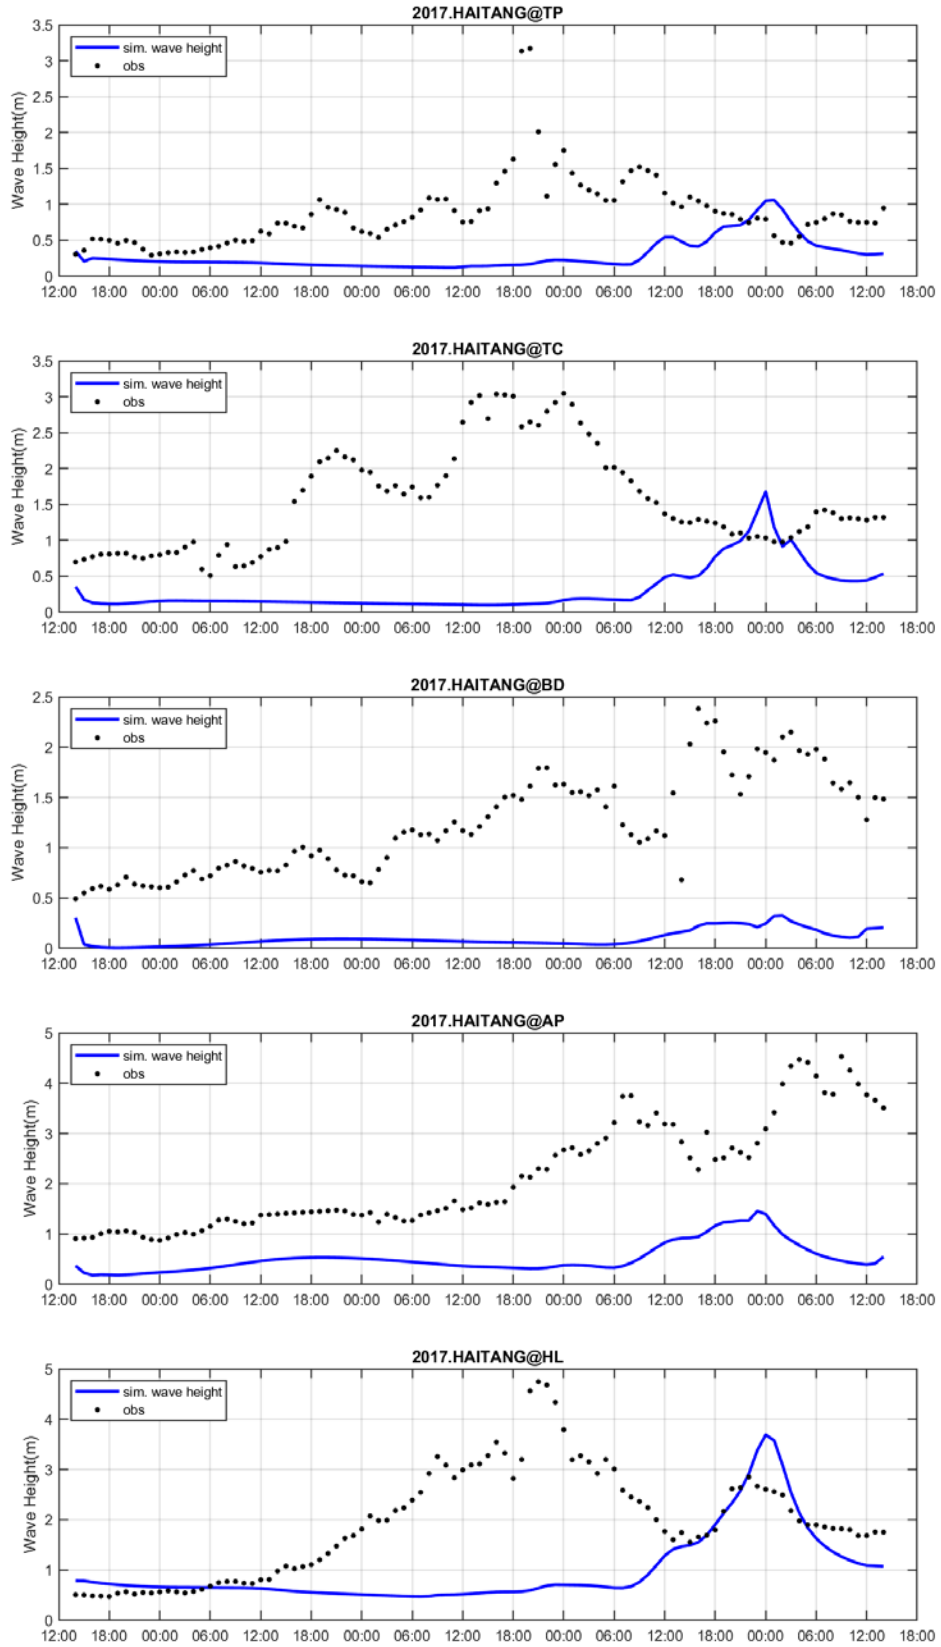 2017.HAITANG@TP
3.5
3
2.5
2
1.5
1
0.5
0
Wave Height(m)
sim. wave height
obs
12:00 18:00 00:00 06:00 12:00 18:00 00:00 06:00 12:00 18:00 00:00 06:00 12:00 18:00 00:00 06:00 12:00 18:00
2017.HAITANG@TC
3.5
3
2.5
2
1.5
1
0.5
0
Wave Height(m)
sim. wave height
obs
12:00 18:00 00:00 06:00 12:00 18:00 00:00 06:00 12:00 18:00 00:00 06:00 12:00 18:00 00:00 06:00 12:00 18:00
2017.HAITANG@BD
2.5
2
1.5
1
0.5
0
Wave Height(m)
sim. wave height
obs
12:00 18:00 00:00 06:00 12:00 18:00 00:00 06:00 12:00 18:00 00:00 06:00 12:00 18:00 00:00 06:00 12:00 18:00
2017.HAITANG@AP
5
4
3
2
1
0
Wave Height(m)
sim. wave height
obs
12:00 18:00 00:00 06:00 12:00 18:00 00:00 06:00 12:00 18:00 00:00 06:00 12:00 18:00 00:00 06:00 12:00 18:00
2017.HAITANG@HL
5
4
3
2
1
0
Wave Height(m)
sim. wave height
obs
12:00 18:00 00:00 06:00 12:00 18:00 00:00 06:00 12:00 18:00 00:00 06:00 12:00 18:00 00:00 06:00 12:00 18:00